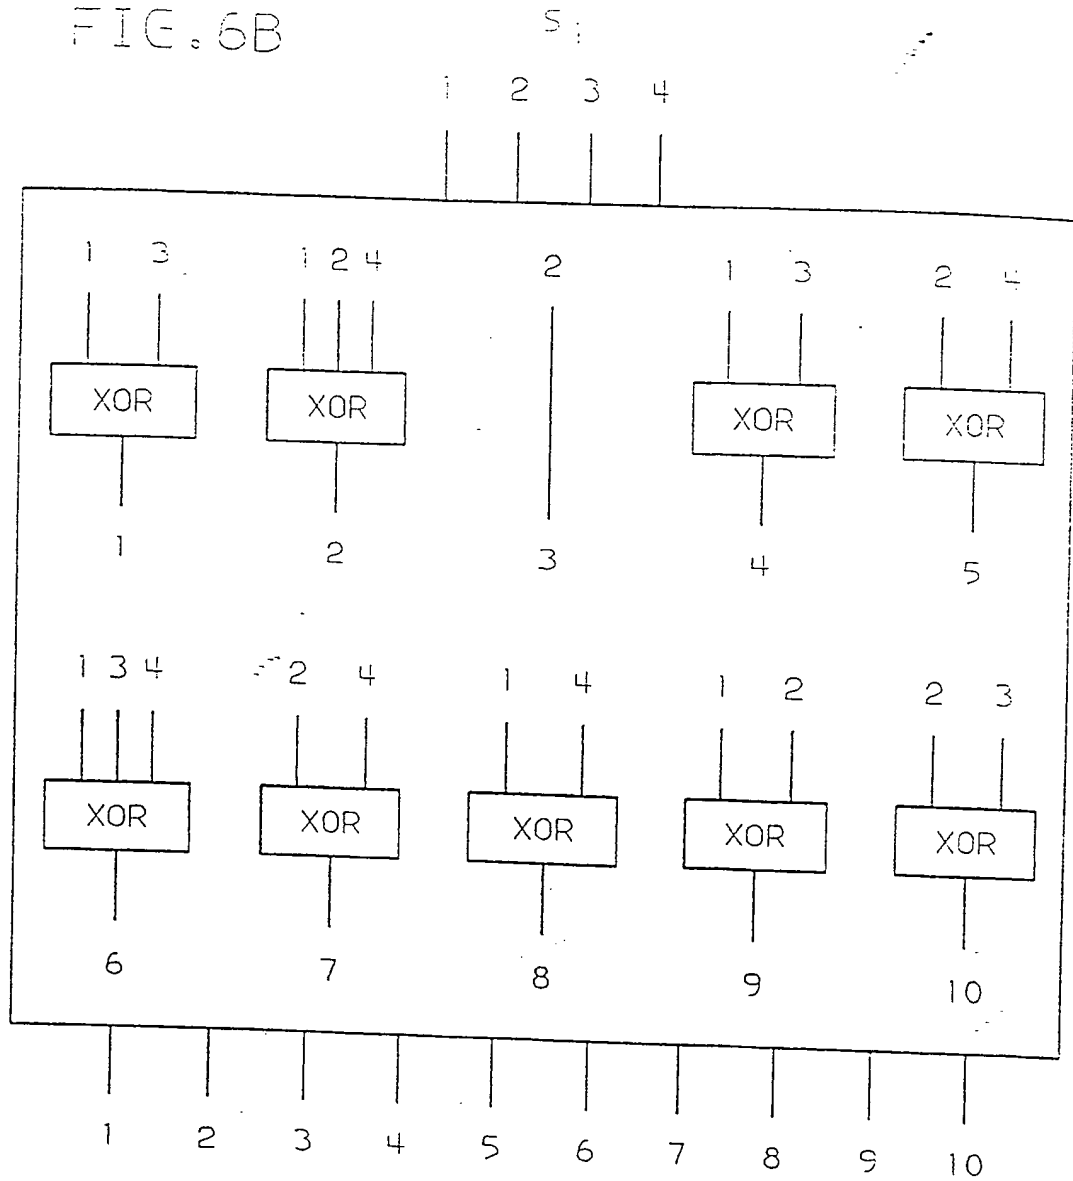 FIG. 6B
Si
1 2 3 4
1 3 1 2 4 2 1 3 2 4
XOR XOR XOR XOR
1 2 3 4 5
1 3 4 2 4 1 4 1 2 2 3
XOR XOR XOR XOR XOR
6 7 8 9 10
1 2 3 4 5 6 7 8 9 10